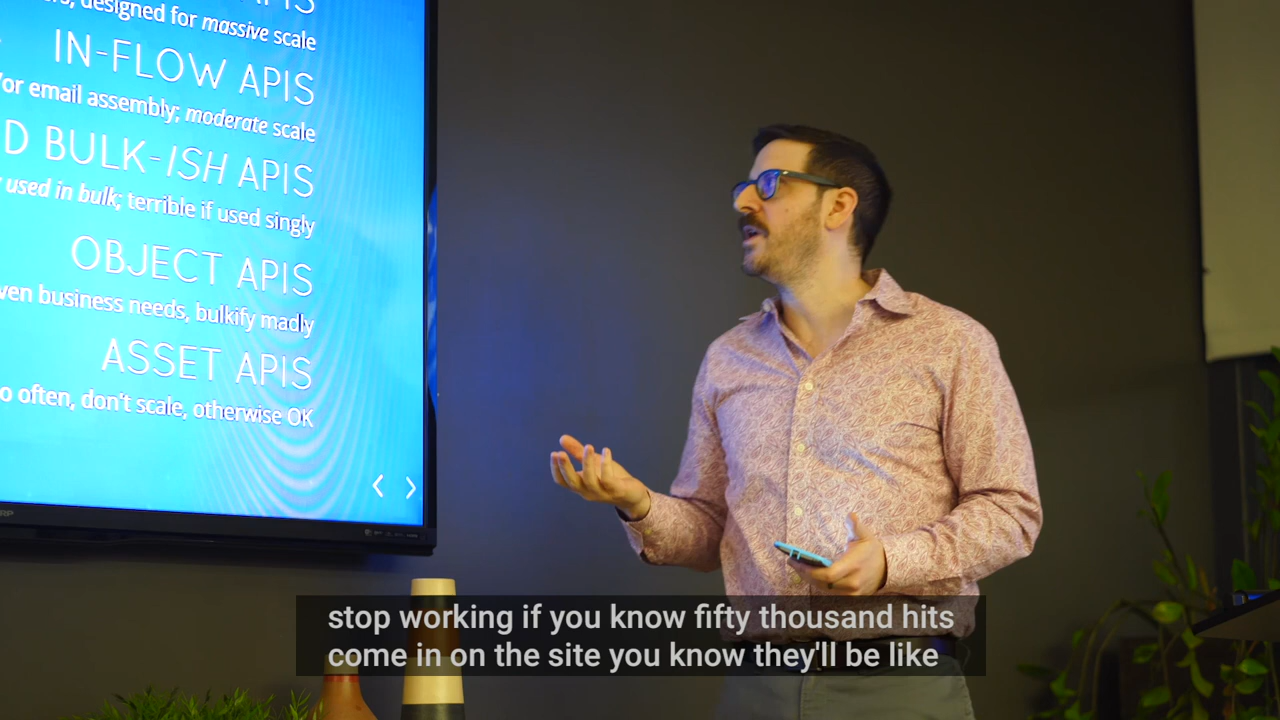 APIS
designed for massive scale
IN-FLOW APIS
or email assembly; moderate scale
BULK-ISH APIS
used in bulk; terrible if used singly
OBJECT APIS
business needs, bulkify madly
ASSET APIS
often, don't scale, otherwise OK
stop working if you know fifty thousand hits
come in on the site you know they'll be like